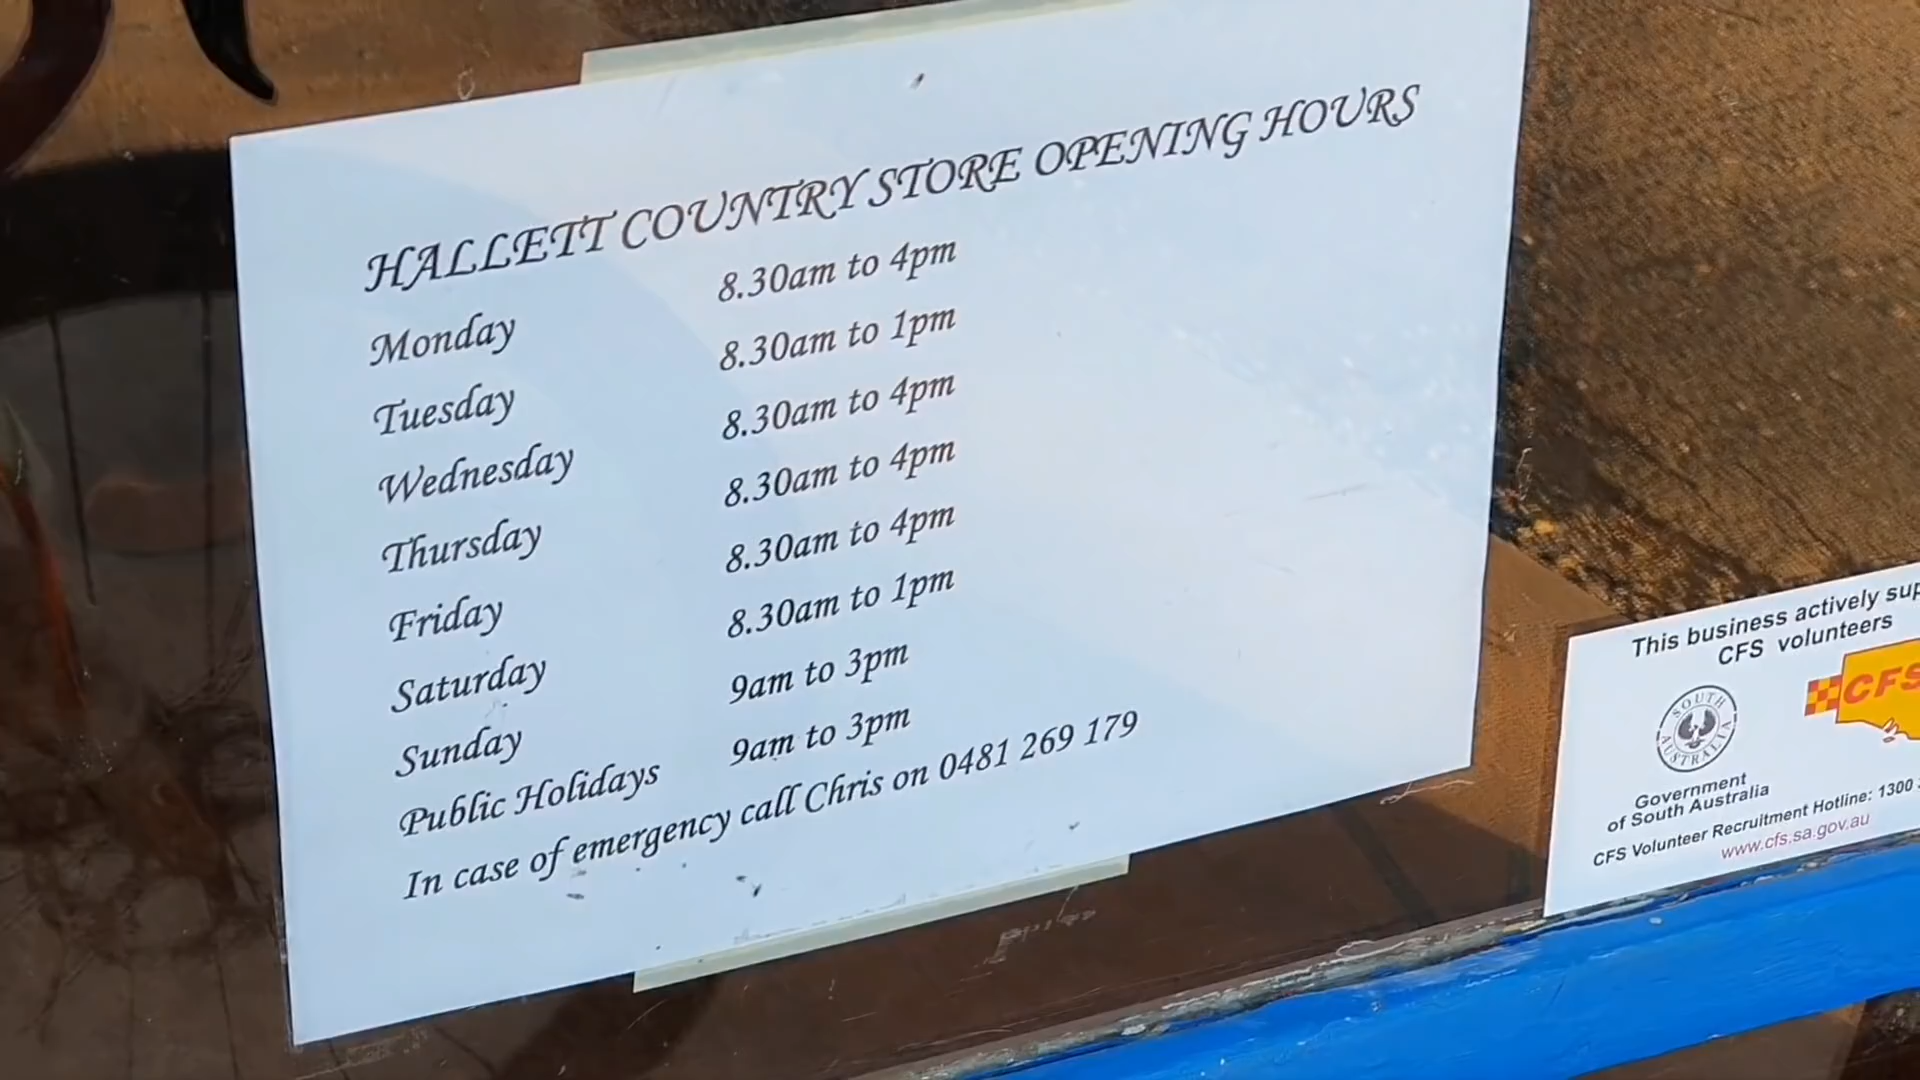 HALLETT COUNTRY STORE OPENING HOURS
Monday 8.30am to 4pm
Tuesday 8.30am to 1pm
Wednesday 8.30am to 4pm
Thursday 8.30am to 4pm
Friday 8.30am to 4pm
Saturday 8.30am to 1pm
Sunday 9am to 3pm
Public Holidays 9am to 3pm
In case of emergency call Chris on 0481 269 179
This business actively sup
CFS volunteers
SOUTH AUSTRALIA
CFS
Government
of South Australia
CFS Volunteer Recruitment Hotline: 1300
www.cfs.sa.gov.au